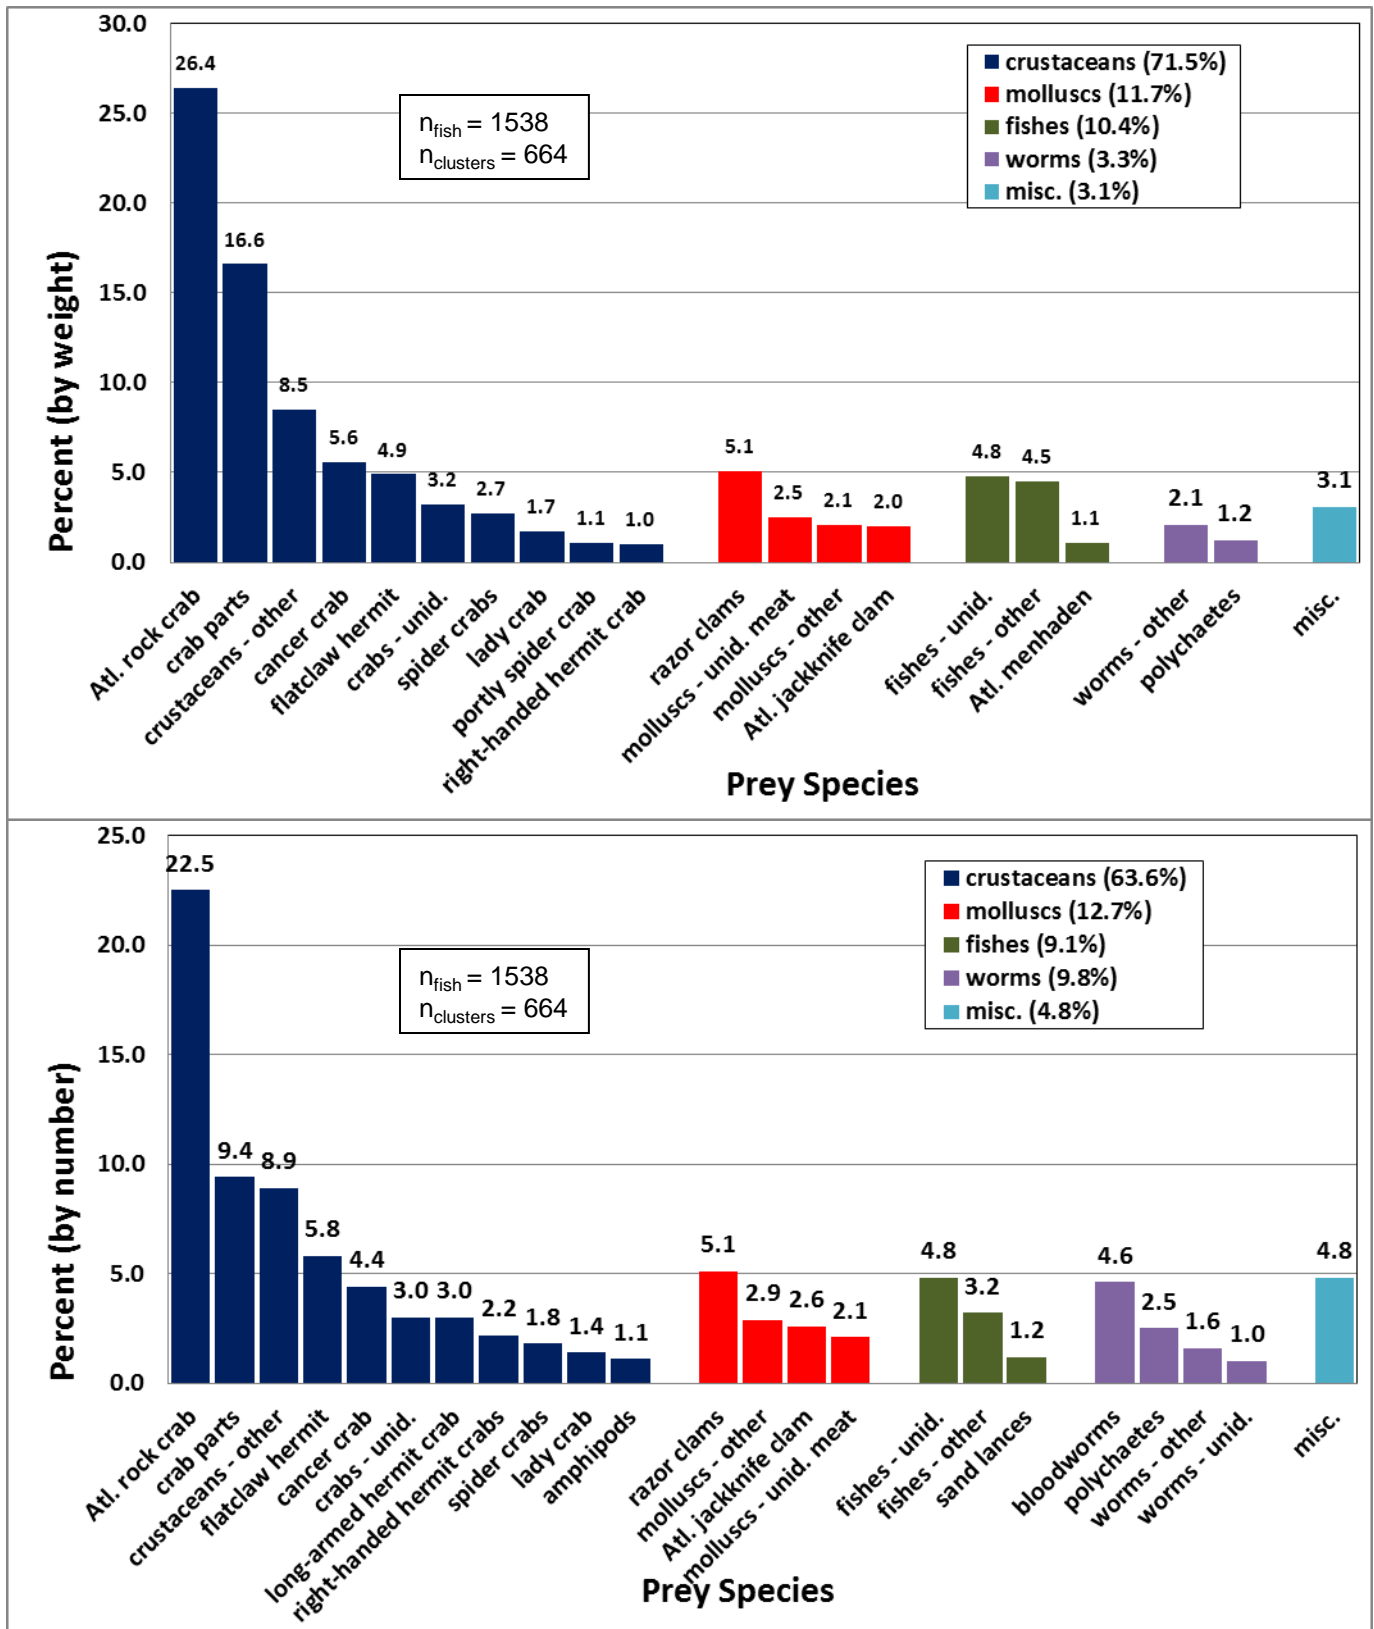 30.0
25.0
20.0
15.0
10.0
5.0
0.0
Percent (by weight)
26.4
16.6
8.5
5.6
4.9
3.2
2.7
1.7
1.1
1.0
5.1
2.5
2.1
2.0
4.8
4.5
1.1
2.1
1.2
3.1
nfish = 1538
nclusters = 664
crustaceans (71.5%)
molluscs (11.7%)
fishes (10.4%)
worms (3.3%)
misc. (3.1%)
Atl. rock crab
crab parts
crustaceans - other
cancer crab
flatclaw hermit
crabs - unid.
spider crabs
lady crab
portly spider crab
right-handed hermit crab
razor clams
molluscs - unid. meat
molluscs - other
Atl. jackknife clam
fishes - unid.
fishes - other
Atl. menhaden
worms - other
polychaetes
misc.
Prey Species
25.0
20.0
15.0
10.0
5.0
0.0
Percent (by number)
22.5
9.4
8.9
5.8
4.4
3.0
3.0
2.2
1.8
1.4
1.1
5.1
2.9
2.6
2.1
4.8
3.2
1.2
4.6
2.5
1.6
1.0
4.8
nfish = 1538
nclusters = 664
crustaceans (63.6%)
molluscs (12.7%)
fishes (9.1%)
worms (9.8%)
misc. (4.8%)
Atl. rock crab
crab parts
crustaceans - other
flatclaw hermit
cancer crab
crabs - unid.
long-armed hermit crab
right-handed hermit crabs
spider crabs
lady crab
amphipods
razor clams
molluscs - other
Atl. jackknife clam
molluscs - unid. meat
fishes - unid.
fishes - other
sand lances
bloodworms
polychaetes
worms - other
worms - unid.
misc.
Prey Species